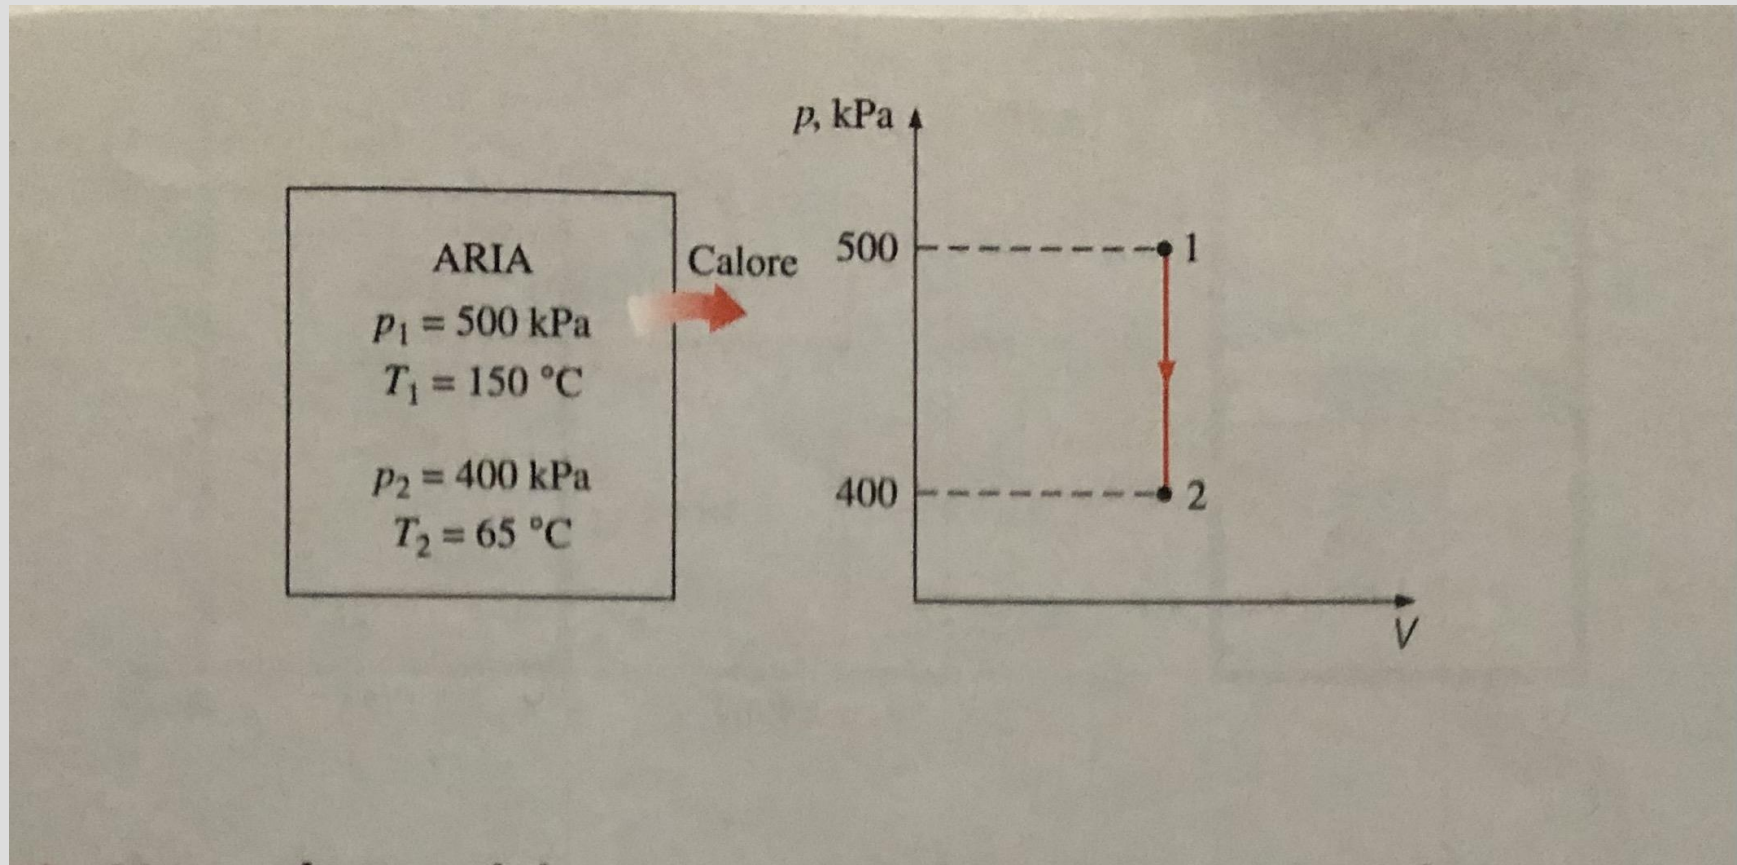 ARIA
p₁ = 500 kPa
T₁ = 150 °C
p₂ = 400 kPa
T₂ = 65 °C
Calore
p, kPa
500
1
400
2
V